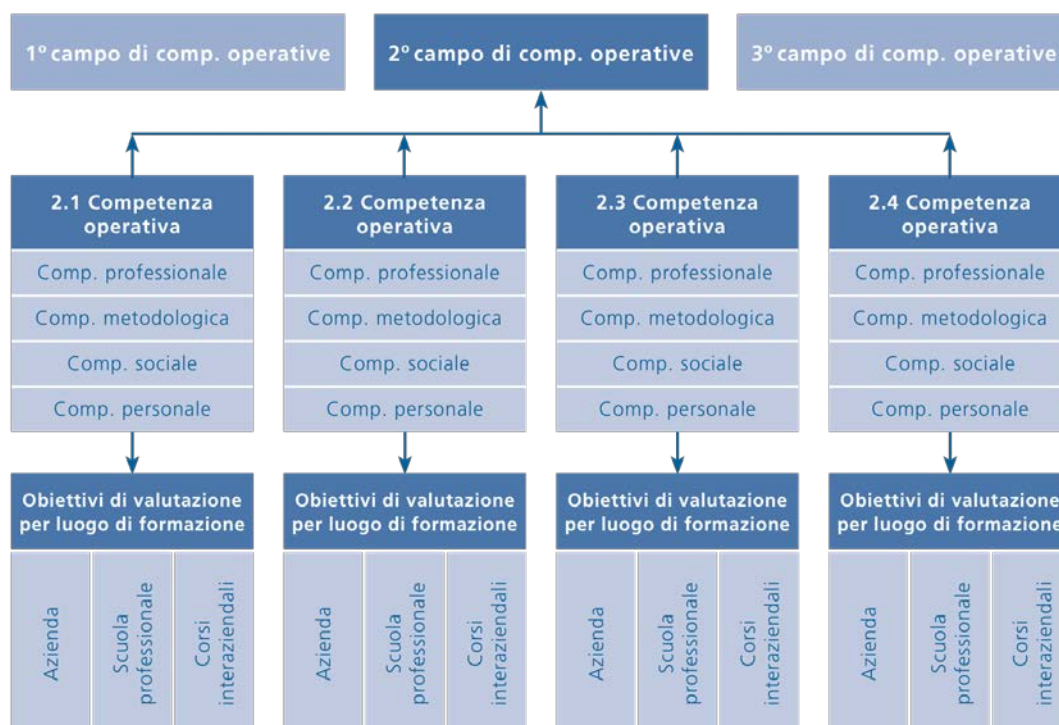 1º campo di comp. operative
2º campo di comp. operative
3º campo di comp. operative
2.1 Competenza
operativa
Comp. professionale
Comp. metodologica
Comp. sociale
Comp. personale
2.2 Competenza
operativa
Comp. professionale
Comp. metodologica
Comp. sociale
Comp. personale
2.3 Competenza
operativa
Comp. professionale
Comp. metodologica
Comp. sociale
Comp. personale
2.4 Competenza
operativa
Comp. professionale
Comp. metodologica
Comp. sociale
Comp. personale
Obiettivi di valutazione
per luogo di formazione
Azienda
Scuola
professionale
Corsi
interaziendali
Obiettivi di valutazione
per luogo di formazione
Azienda
Scuola
professionale
Corsi
interaziendali
Obiettivi di valutazione
per luogo di formazione
Azienda
Scuola
professionale
Corsi
interaziendali
Obiettivi di valutazione
per luogo di formazione
Azienda
Scuola
professionale
Corsi
interaziendali